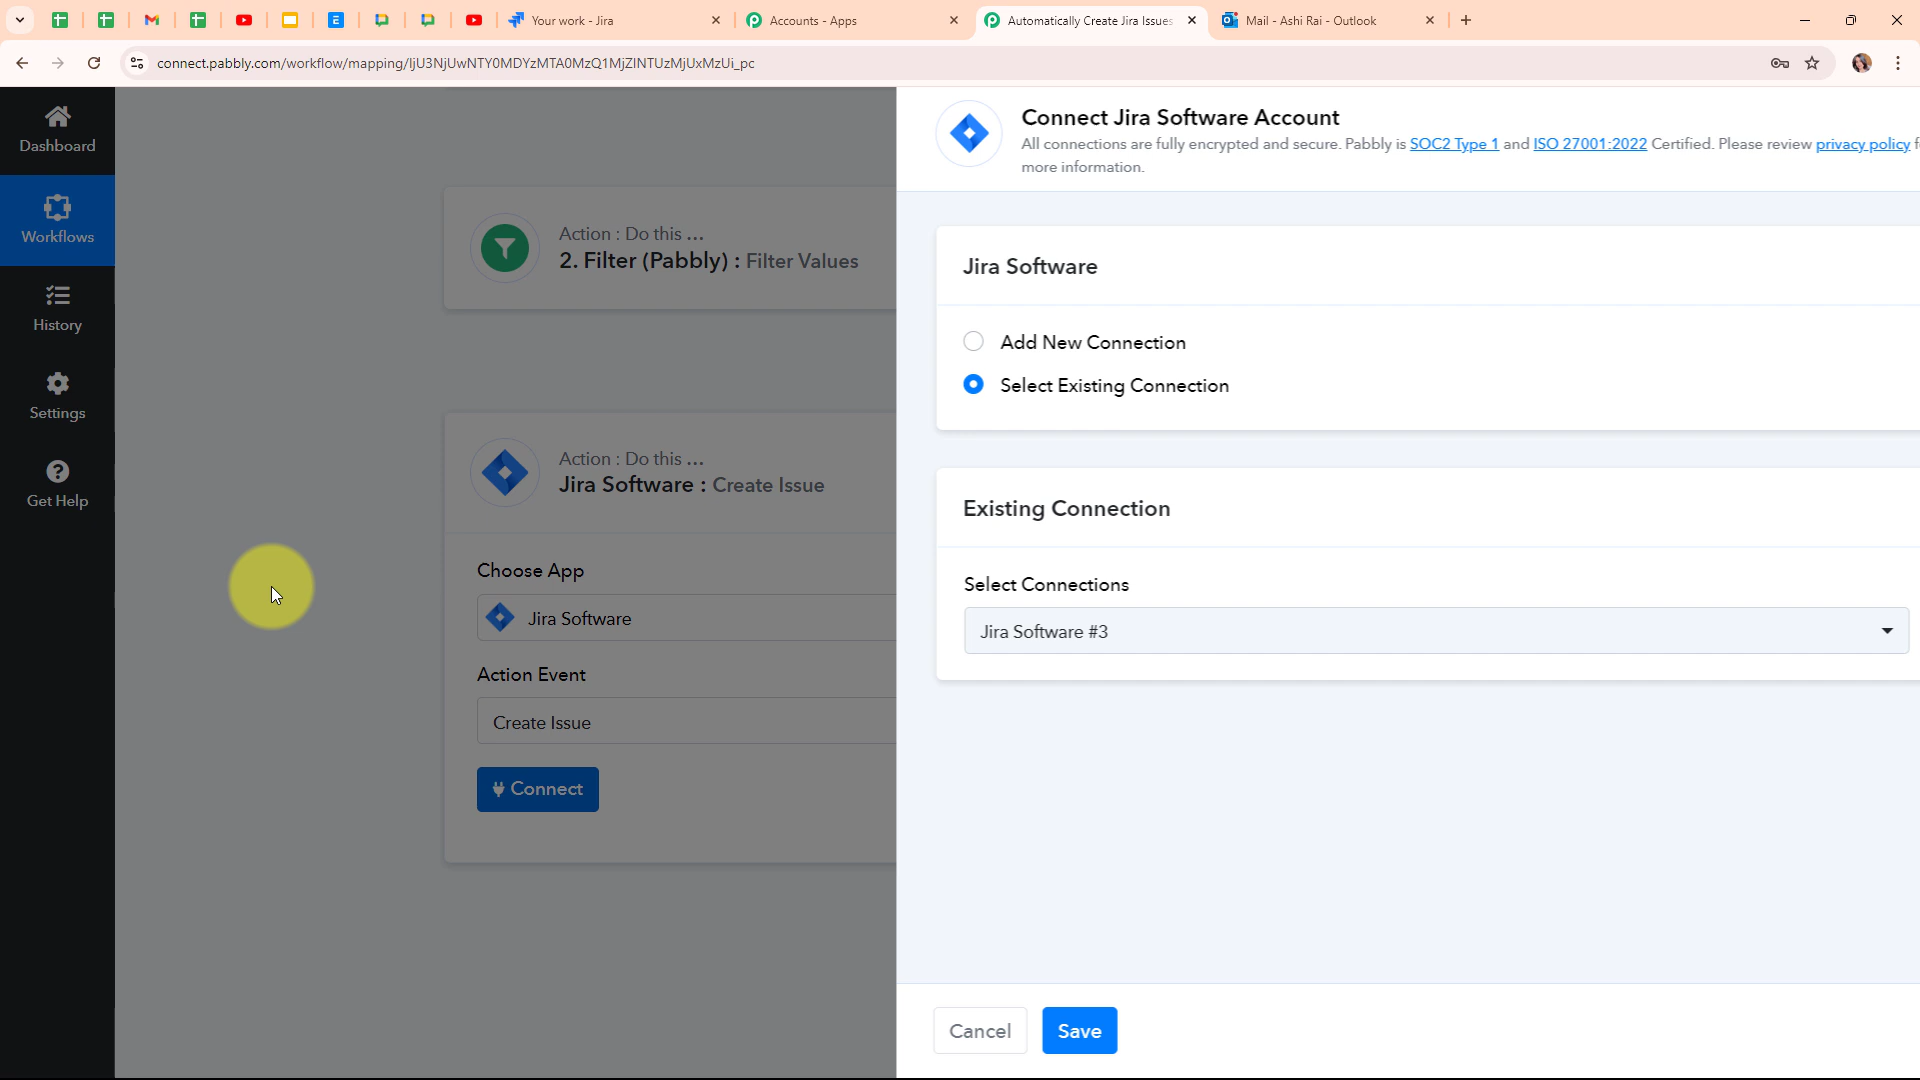 Your work - Jira
Accounts - Apps
Automatically Create Jira Issues
Mail - Ashi Rai - Outlook
connect.pabbly.com/workflow/mapping/IjU3NjUwNTY0MDYzMTA0MzQ1MjZlNTUzMjUxMzUi_pc
Dashboard
Workflows
History
Settings
Get Help
Action : Do this ...
2. Filter (Pabbly) : Filter Values
Action : Do this ...
Jira Software : Create Issue
Choose App
Jira Software
Action Event
Create Issue
Connect
Connect Jira Software Account
All connections are fully encrypted and secure. Pabbly is SOC2 Type 1 and ISO 27001:2022 Certified. Please review privacy policy f
more information.
Jira Software
Add New Connection
Select Existing Connection
Existing Connection
Select Connections
Jira Software #3
Cancel
Save